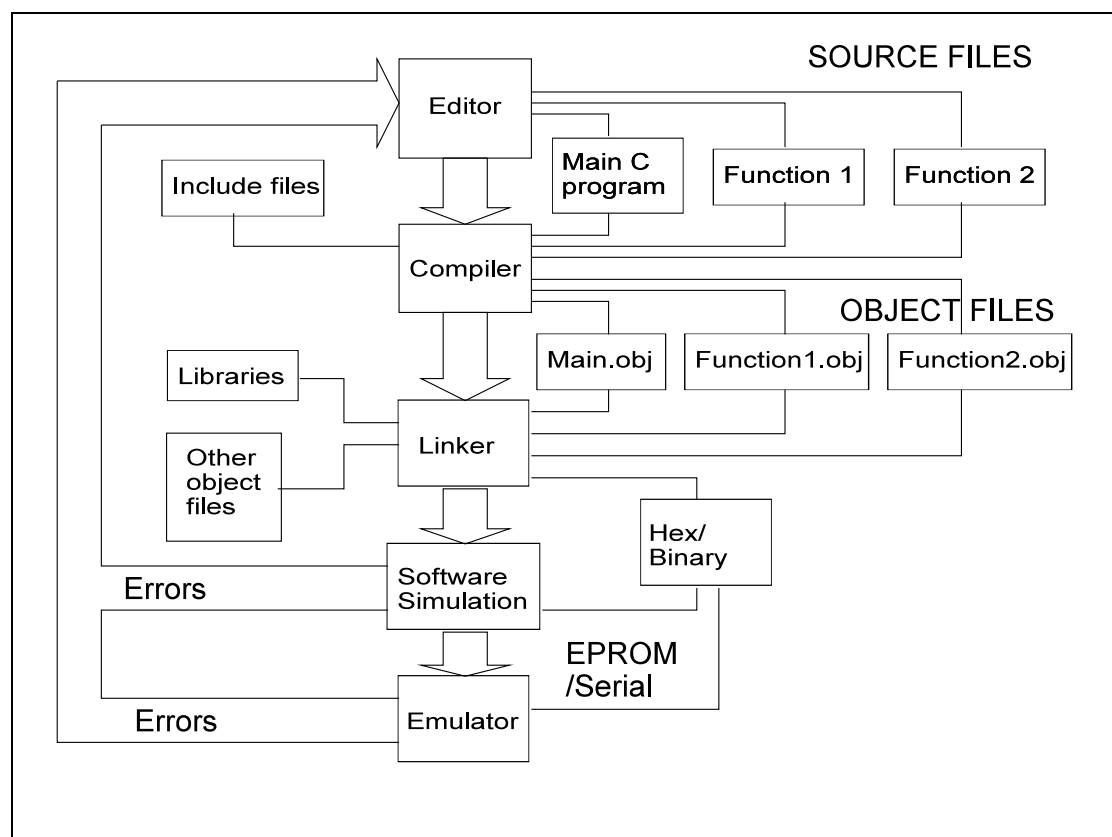 SOURCE FILES
Editor
Main C
program
Function 1
Function 2
Include files
Compiler
OBJECT FILES
Main.obj
Function1.obj
Function2.obj
Libraries
Linker
Other
object
files
Hex/
Binary
Software
Simulation
Errors
EPROM
/Serial
Emulator
Errors